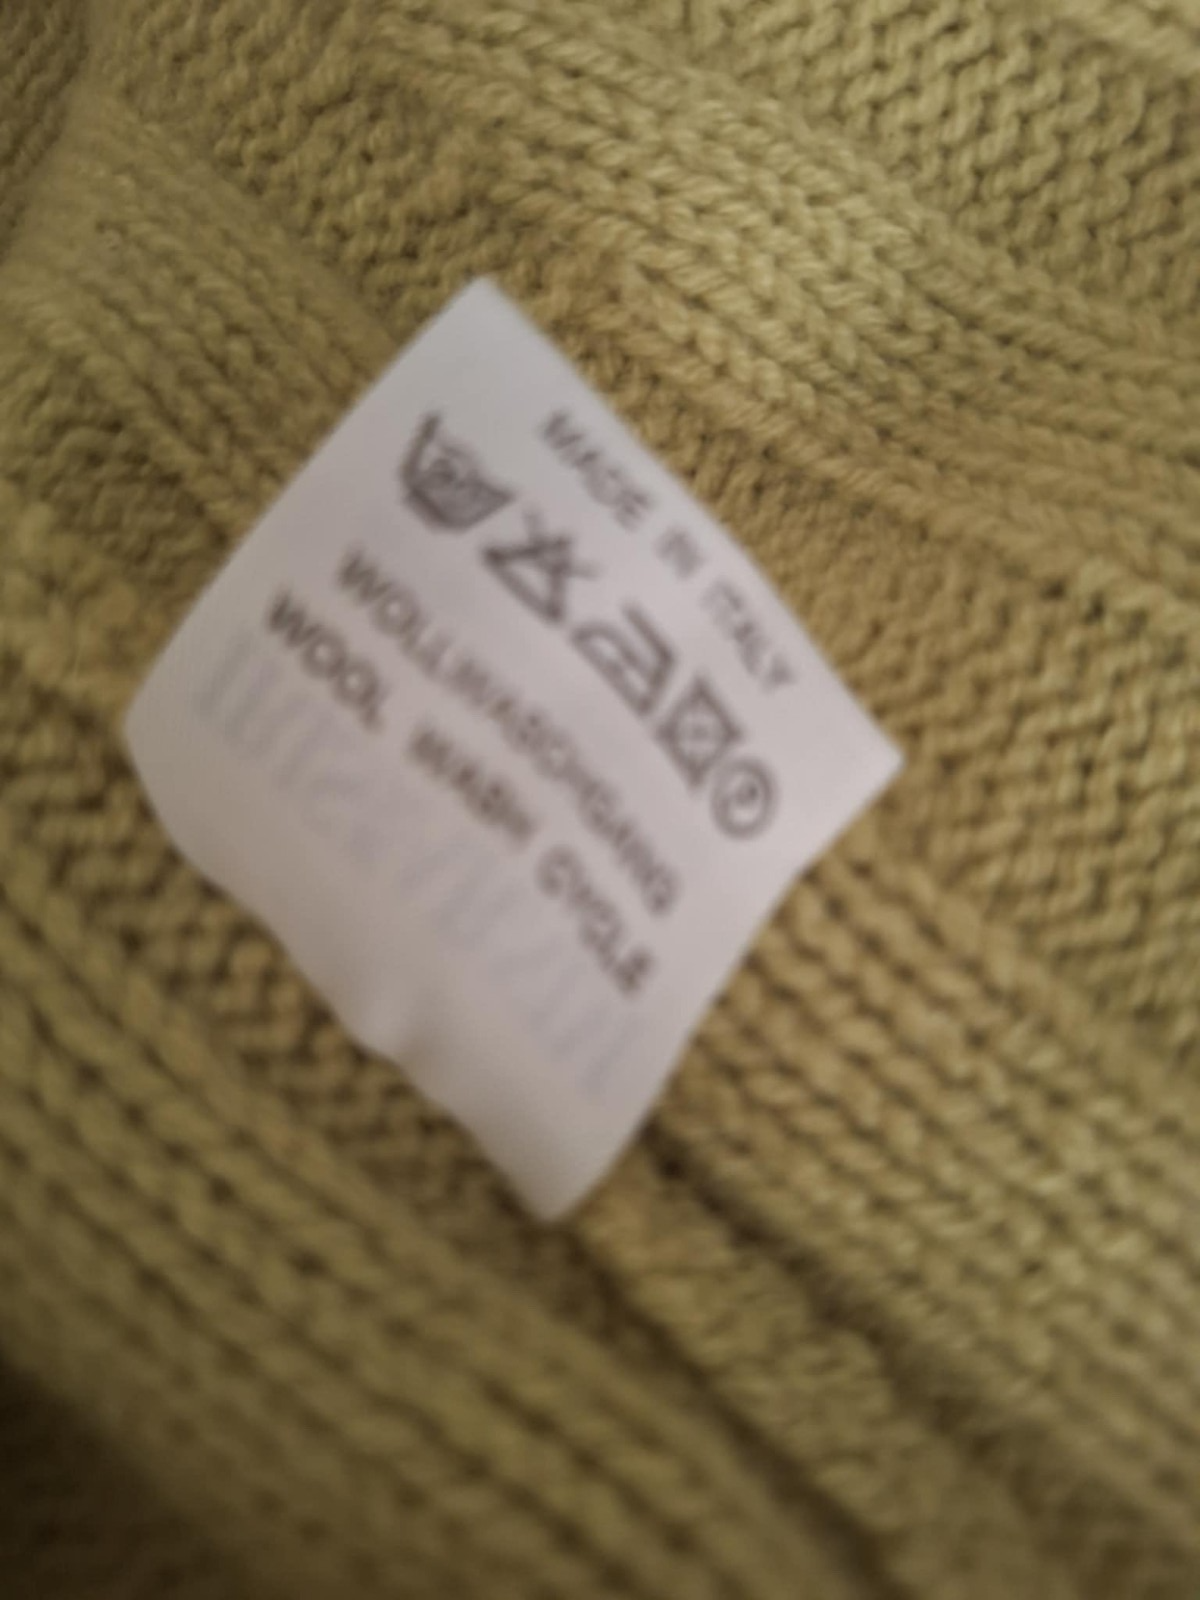 MADE IN ITALY
P
WOLLWASCHGANG
WOOL WASH CYCLE